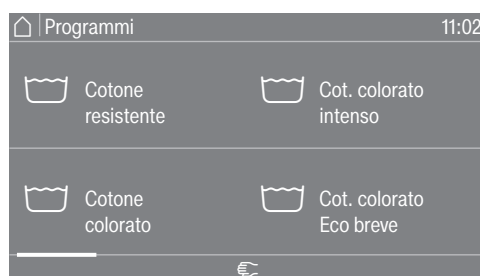 Programmi 11:02
Cotone
resistente
Cot. colorato
intenso
Cotone
colorato
Cot. colorato
Eco breve